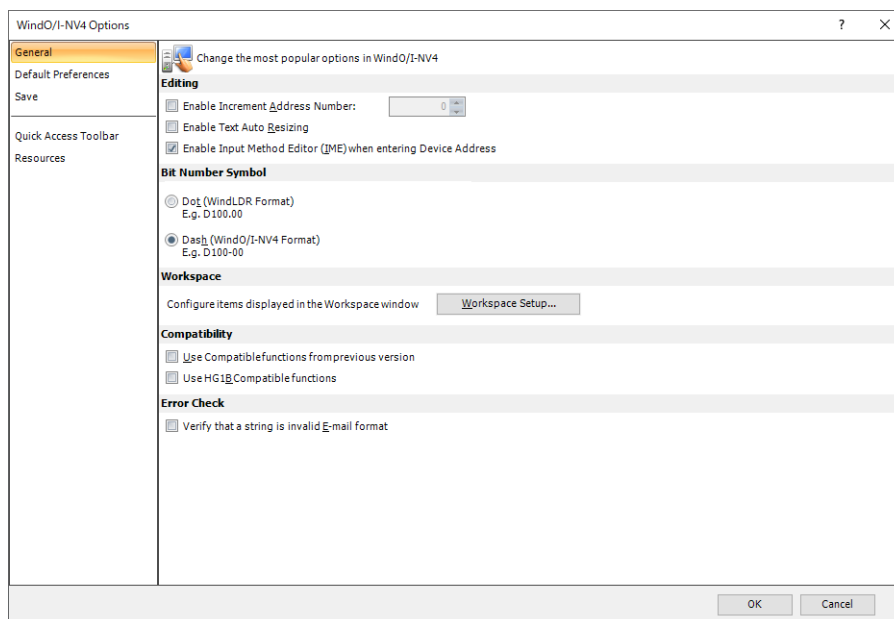 WindO/I-NV4 Options
?
General
Default Preferences
Save
Quick Access Toolbar
Resources
Change the most popular options in WindO/I-NV4
Editing
Enable Increment Address Number:
0
Enable Text Auto Resizing
Enable Input Method Editor (IME) when entering Device Address
Bit Number Symbol
Dot (WindLDR Format)
E.g. D100.00
Dash (WindO/I-NV4 Format)
E.g. D100-00
Workspace
Configure items displayed in the Workspace window
Workspace Setup...
Compatibility
Use Compatible functions from previous version
Use HG1B Compatible functions
Error Check
Verify that a string is invalid E-mail format
OK
Cancel